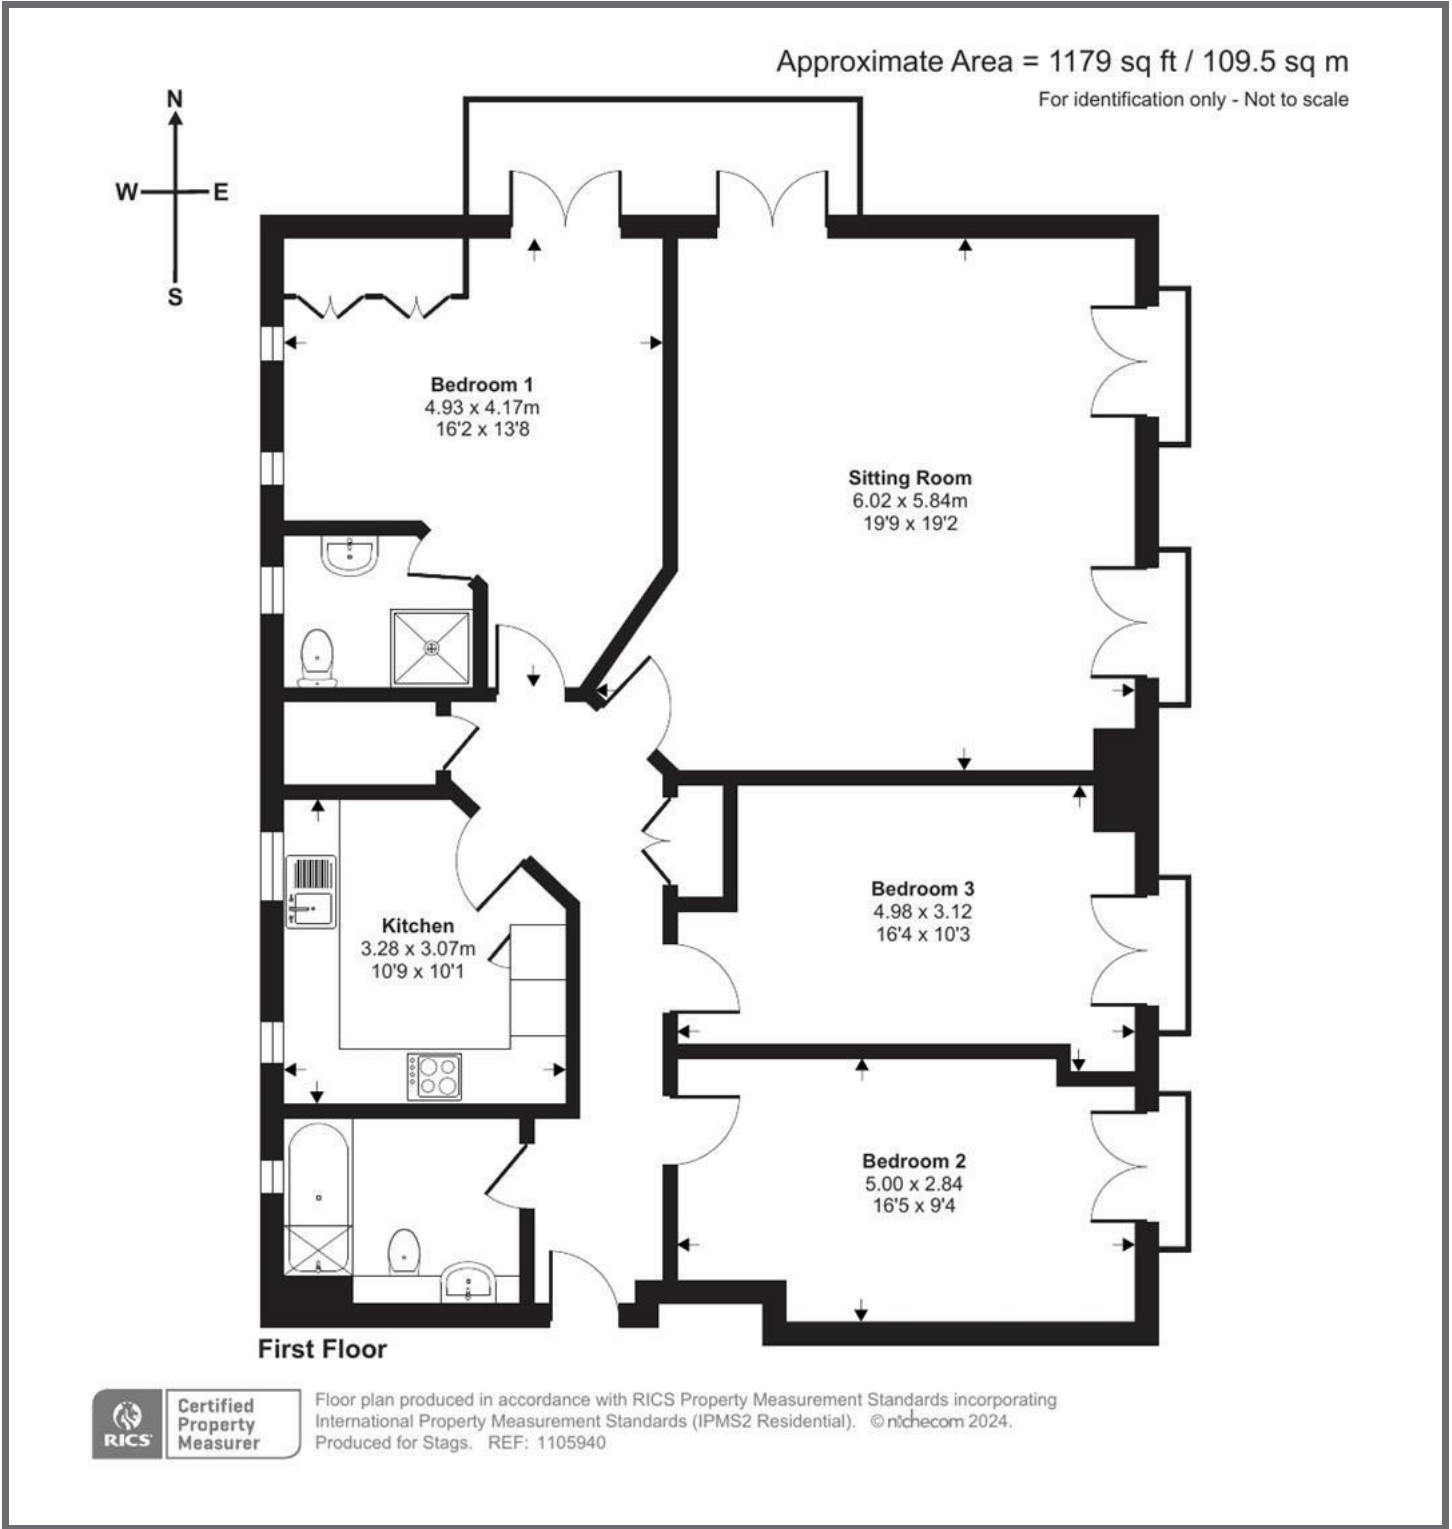 Approximate Area = 1179 sq ft / 109.5 sq m
For identification only - Not to scale
N
W E
S
Bedroom 1
4.93 x 4.17m
16'2 x 13'8
Sitting Room
6.02 x 5.84m
19'9 x 19'2
Bedroom 3
4.98 x 3.12
16'4 x 10'3
Kitchen
3.28 x 3.07m
10'9 x 10'1
Bedroom 2
5.00 x 2.84
16'5 x 9'4
First Floor
RICS
Certified
Property
Measurer
Floor plan produced in accordance with RICS Property Measurement Standards incorporating
International Property Measurement Standards (IPMS2 Residential). © nichecom 2024.
Produced for Stags. REF: 1105940